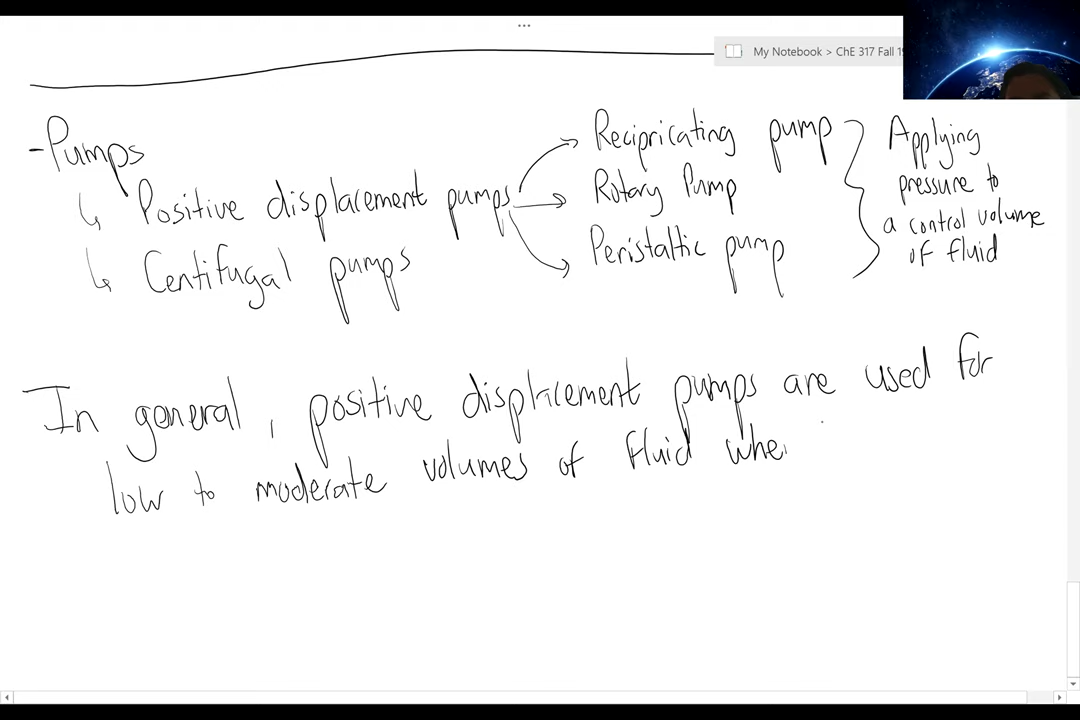 My Notebook > ChE 317 Fall 19
- Pumps
↳ Positive displacement pumps
↳ Centifugal pumps
Recipricating pump
Rotary Pump
Peristaltic pump
Applying
pressure to
a control volume
of fluid
In general, positive displacement pumps are used for
low to moderate volumes of fluid whe